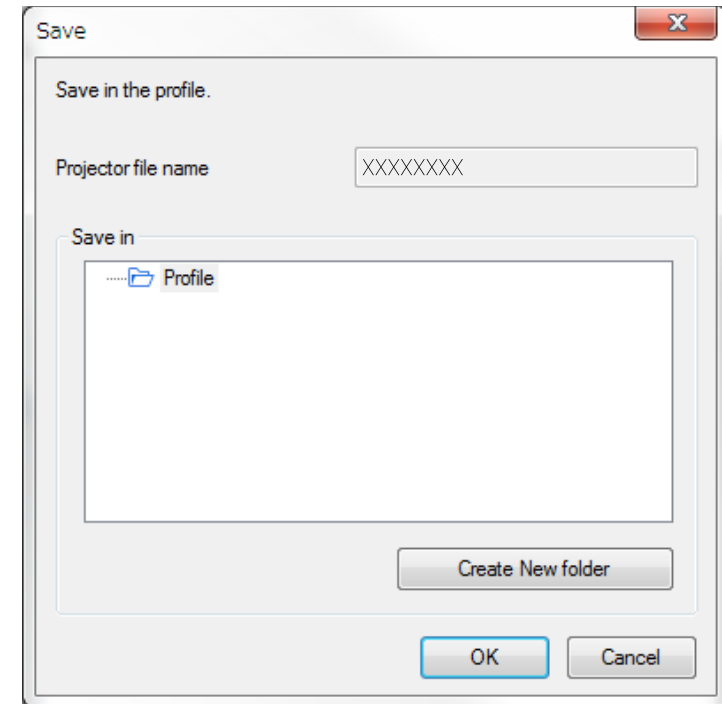 Save
Save in the profile.
Projector file name XXXXXXXX
Save in
Profile
Create New folder
OK Cancel